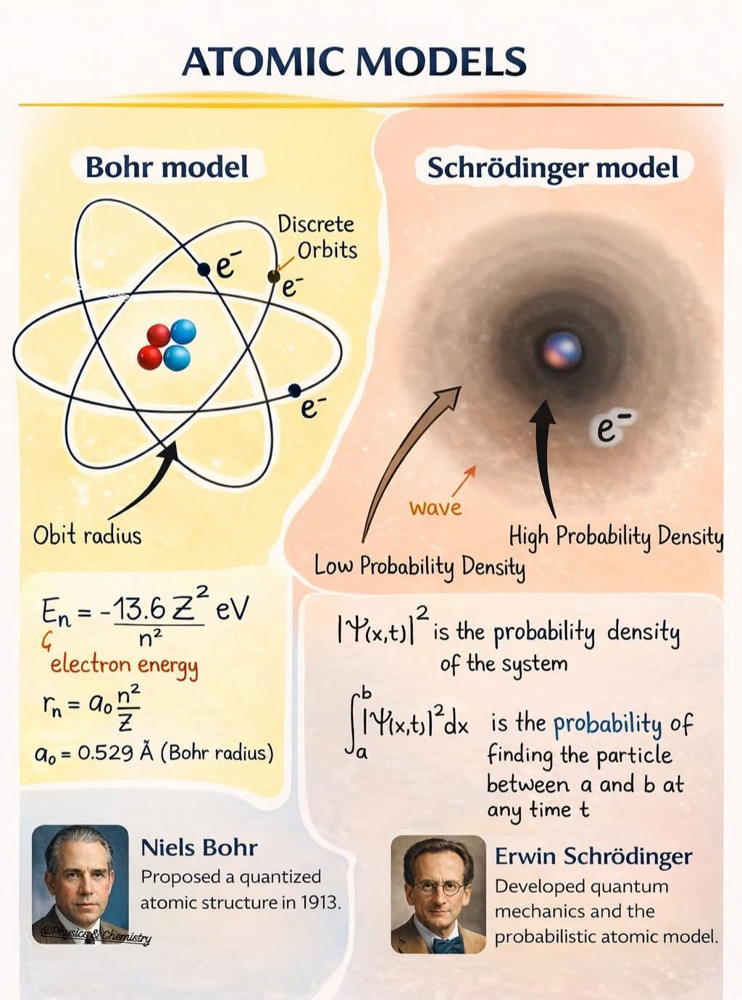 ATOMIC MODELS
Bohr model
Discrete
Orbits
e⁻
e⁻
e⁻
Obit radius
Eₙ = -13.6 Z² eV
n²
electron energy
rₙ = a₀ n²
Z
a₀ = 0.529 Ã (Bohr radius)
Schrödinger model
e⁻
wave
High Probability Density
Low Probability Density
|Ψ(x,t)|² is the probability density
of the system
∫ₐᵇ |Ψ(x,t)|²dx is the probability of
finding the particle
between a and b at
any time t
Niels Bohr
Proposed a quantized
atomic structure in 1913.
@Physics & Chemistry
Erwin Schrödinger
Developed quantum
mechanics and the
probabilistic atomic model.